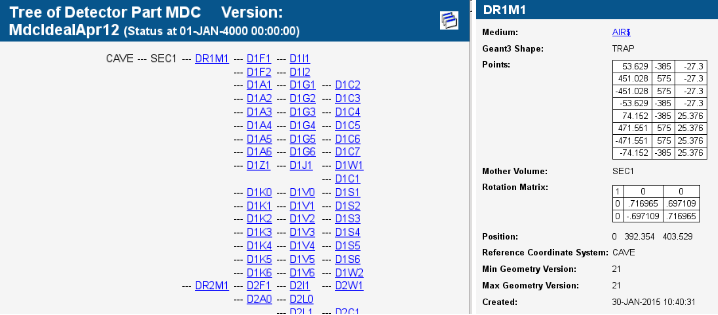 Tree of Detector Part MDC    Version:
MdcIdealApr12 (Status at 01-JAN-4000 00:00:00)
CAVE --- SEC1 --- DR1M1 --- D1F1 --- D1I1
--- D1F2 --- D1I2
--- D1A1 --- D1G1 --- D1C2
--- D1A2 --- D1G2 --- D1C3
--- D1A3 --- D1G3 --- D1C4
--- D1A4 --- D1G4 --- D1C5
--- D1A5 --- D1G5 --- D1C6
--- D1A6 --- D1G6 --- D1C7
--- D1Z1 --- D1J1 --- D1W1
--- D1C1
--- D1K0 --- D1V0 --- D1S1
--- D1K1 --- D1V1 --- D1S2
--- D1K2 --- D1V2 --- D1S3
--- D1K3 --- D1V3 --- D1S4
--- D1K4 --- D1V4 --- D1S5
--- D1K5 --- D1V5 --- D1S6
--- D1K6 --- D1V6 --- D1W2
--- DR2M1 --- D2F1 --- D2I1 --- D2W1
--- D2A0 --- D2L0
--- D2L1 --- D2C1
DR1M1
Medium: AIR$
Geant3 Shape: TRAP
Points: 53.629 -385 -27.3
451.028 575 -27.3
-451.028 575 -27.3
-53.629 -385 -27.3
74.152 -385 25.376
471.551 575 25.376
-471.551 575 25.376
-74.152 -385 25.376
Mother Volume: SEC1
Rotation Matrix: 1 0 0
0 .716965 .697109
0 -.697109 .716965
Position: 0 392.354 403.529
Reference Coordinate System: CAVE
Min Geometry Version: 21
Max Geometry Version: 21
Created: 30-JAN-2015 10:40:31